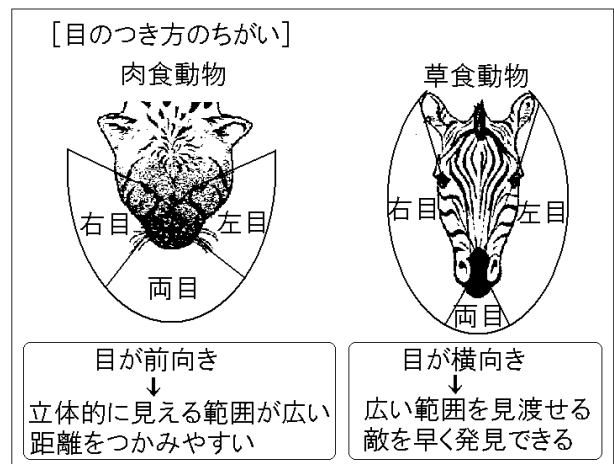 [目のつき方のちがい]
肉食動物
右目
左目
両目
目が前向き
↓
立体的に見える範囲が広い
距離をつかみやすい
草食動物
右目
左目
両目
目が横向き
↓
広い範囲を見渡せる
敵を早く発見できる